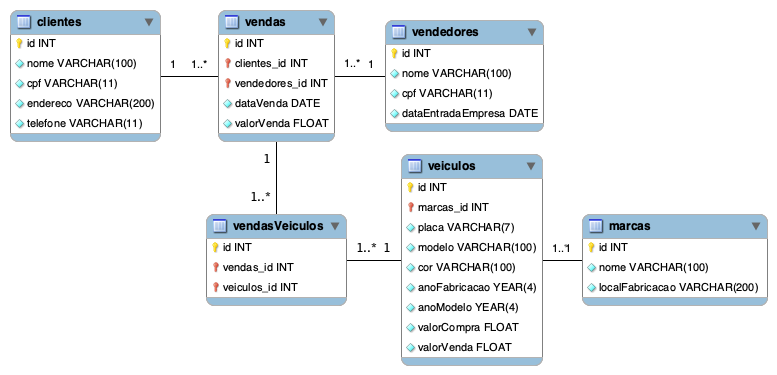 clientes
id INT
nome VARCHAR(100)
cpf VARCHAR(11)
endereco VARCHAR(200)
telefone VARCHAR(11)
1 1..*
vendas
id INT
clientes_id INT
vendedores_id INT
dataVenda DATE
valorVenda FLOAT
1..* 1
vendedores
id INT
nome VARCHAR(100)
cpf VARCHAR(11)
dataEntradaEmpresa DATE
1
1..*
vendasVeiculos
id INT
vendas_id INT
veiculos_id INT
1..* 1
veiculos
id INT
marcas_id INT
placa VARCHAR(7)
modelo VARCHAR(100)
cor VARCHAR(100)
anoFabricacao YEAR(4)
anoModelo YEAR(4)
valorCompra FLOAT
valorVenda FLOAT
marcas
id INT
nome VARCHAR(100)
localFabricacao VARCHAR(200)